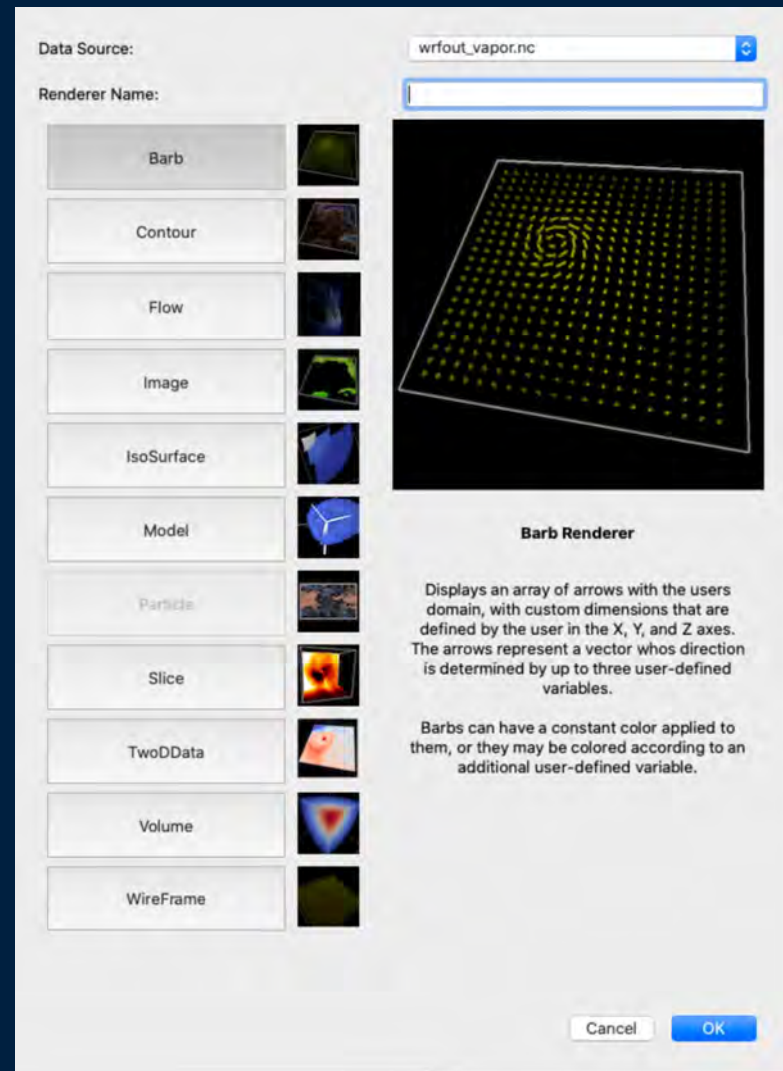 Data Source:
wrfout_vapor.nc
Renderer Name:
Barb
Contour
Flow
Image
IsoSurface
Model
Particle
Slice
TwoDData
Volume
WireFrame
Barb Renderer
Displays an array of arrows with the users
domain, with custom dimensions that are
defined by the user in the X, Y, and Z axes.
The arrows represent a vector whos direction
is determined by up to three user-defined
variables.
Barbs can have a constant color applied to
them, or they may be colored according to an
additional user-defined variable.
Cancel
OK